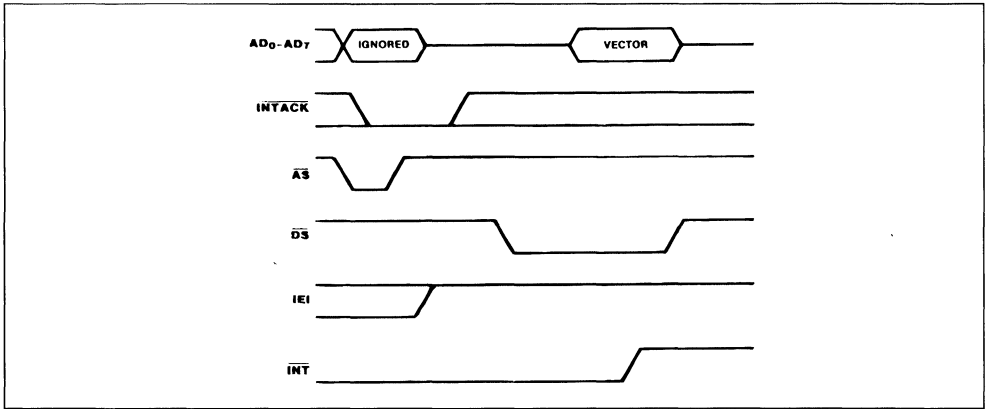 AD₀-AD₇
IGNORED
VECTOR
INTACK
AS
DS
IEI
INT